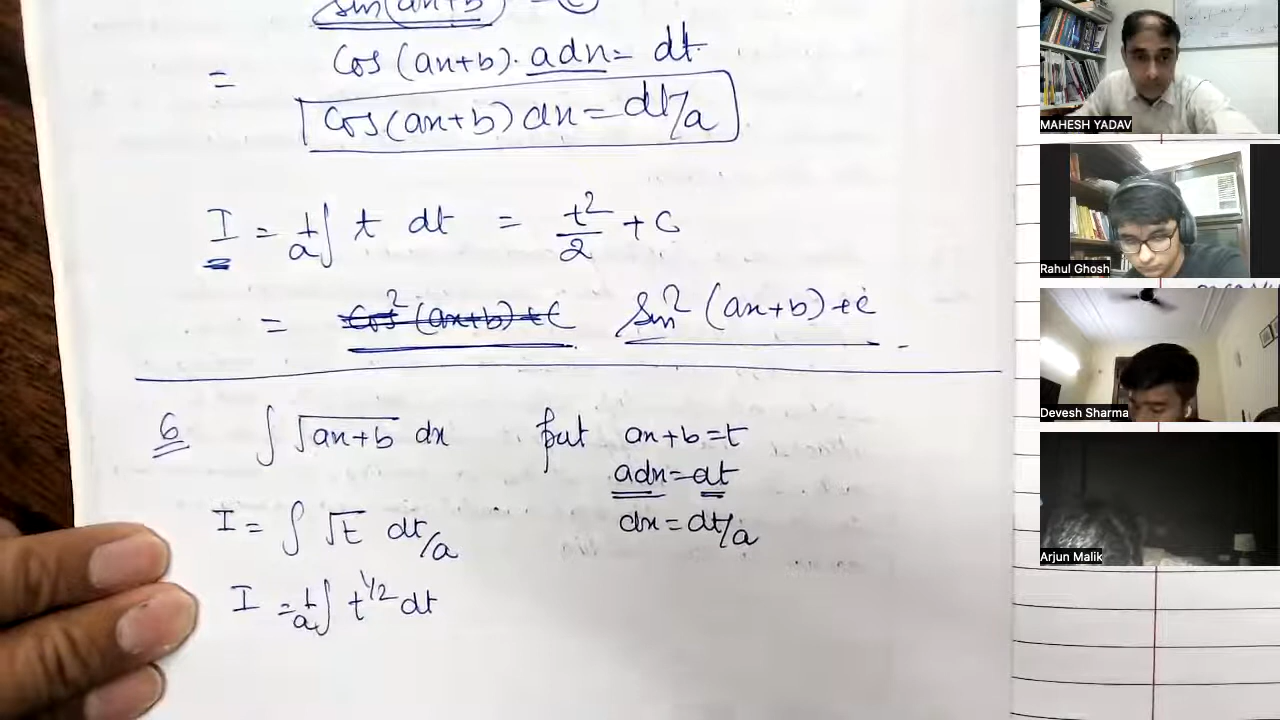 sin(ax+b) = t
= cos(ax+b). adx = dt
cos(ax+b) dx = dt/a
I = 1/a ∫ t dt = t²/2 + C
= cos²(ax+b)+C sin²(ax+b)+C
6 ∫ √ax+b dx put ax+b=t
adx=dt
I = ∫ √t dt/a dx = dt/a
I = 1/a ∫ t^1/2 dt
MAHESH YADAV
Rahul Ghosh
Devesh Sharma
Arjun Malik